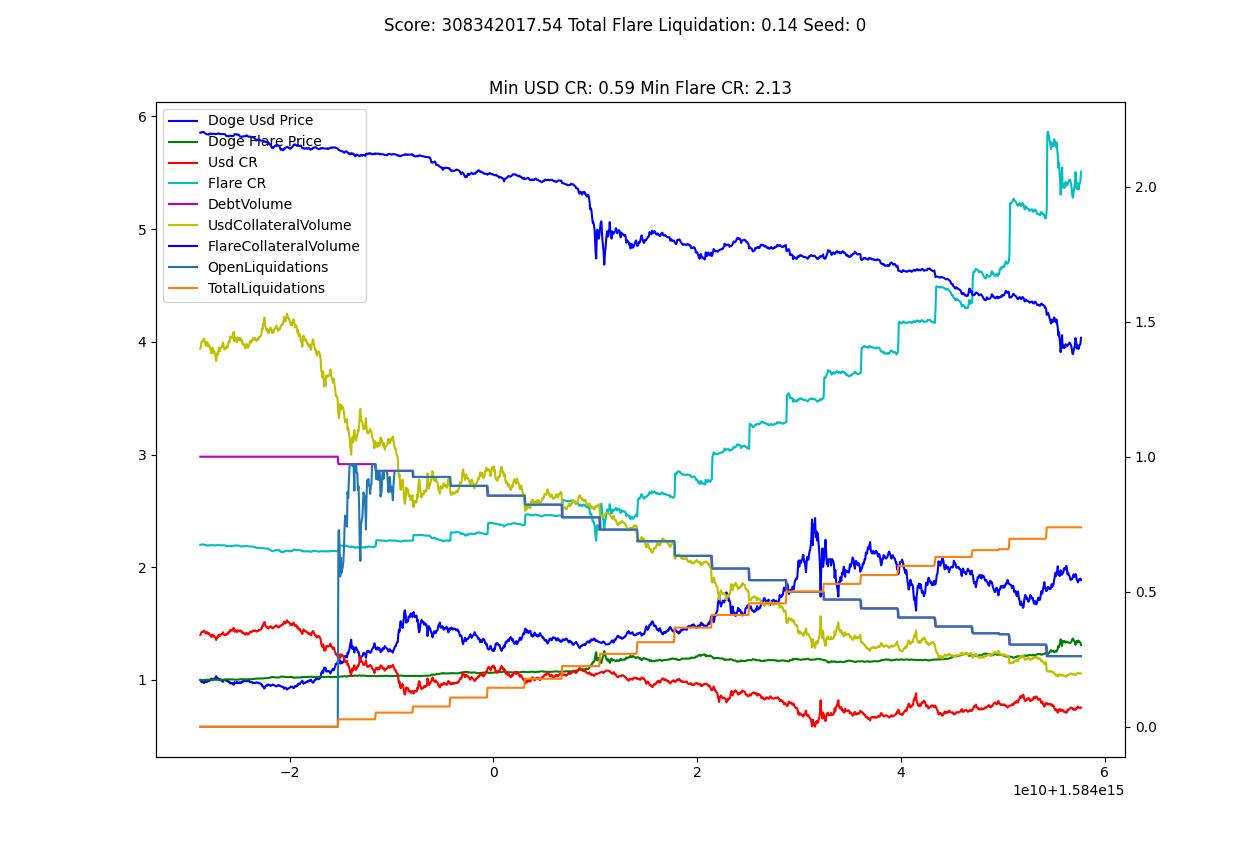 Score: 308342017.54 Total Flare Liquidation: 0.14 Seed: 0
Min USD CR: 0.59 Min Flare CR: 2.13
Doge Usd Price
Doge Flare Price
Usd CR
Flare CR
DebtVolume
UsdCollateralVolume
FlareCollateralVolume
OpenLiquidations
TotalLiquidations
6
5
4
3
2
1
2.0
1.5
1.0
0.5
0.0
−2
0
2
4
6
1e10+1.584e15